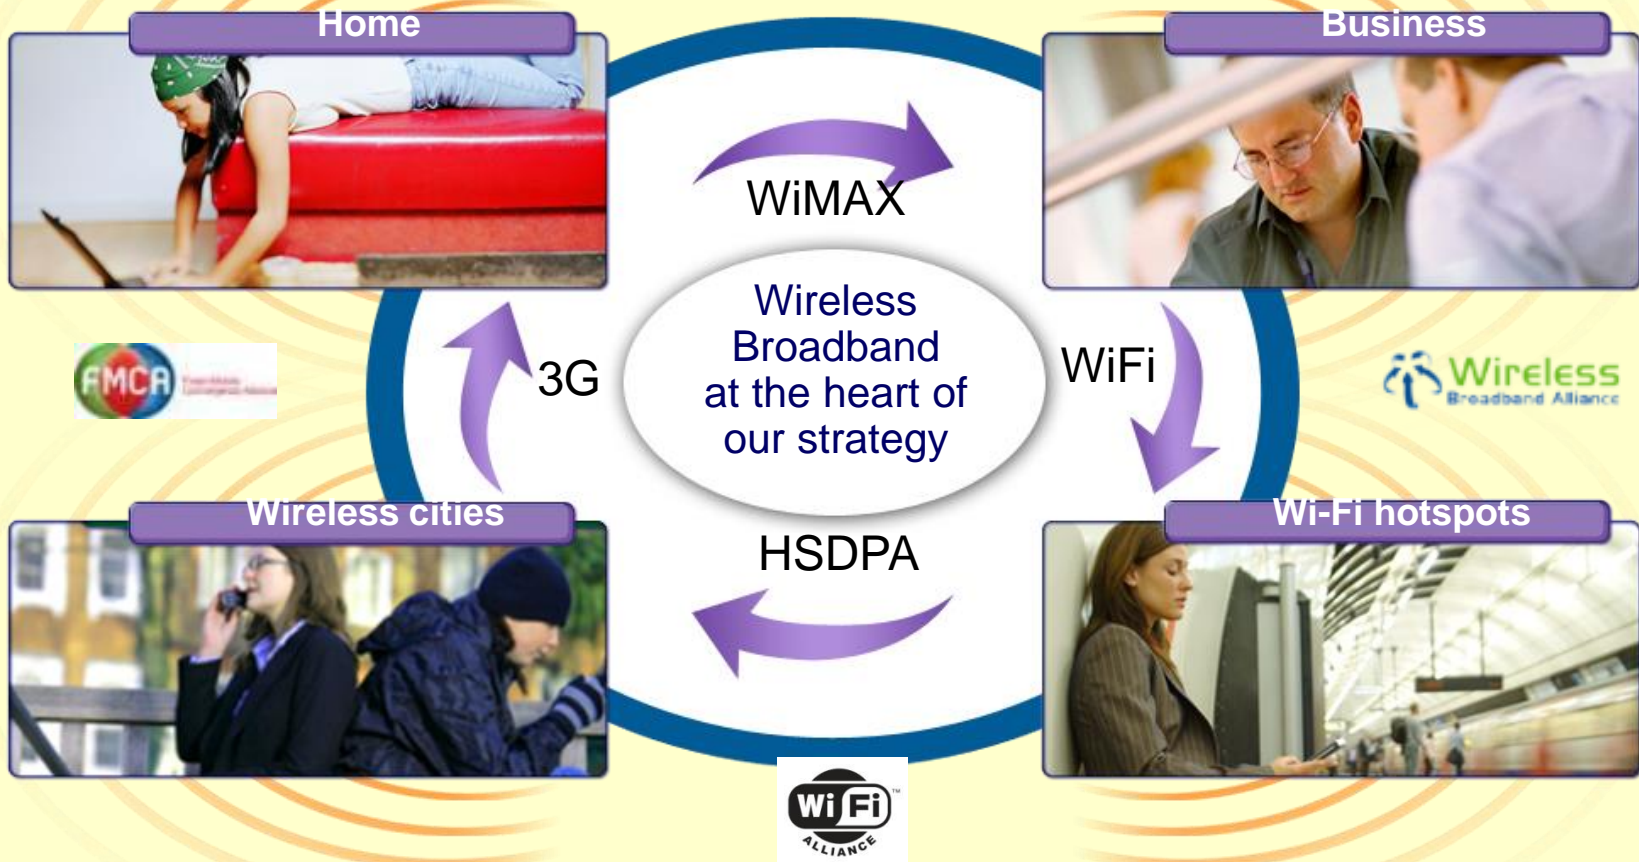 Home
Business
WiMAX
Wireless
Broadband
at the heart of
our strategy
3G
WiFi
FMCA
Wireless
Broadband Alliance
Wireless cities
Wi-Fi hotspots
HSDPA
Wi Fi™
ALLIANCE